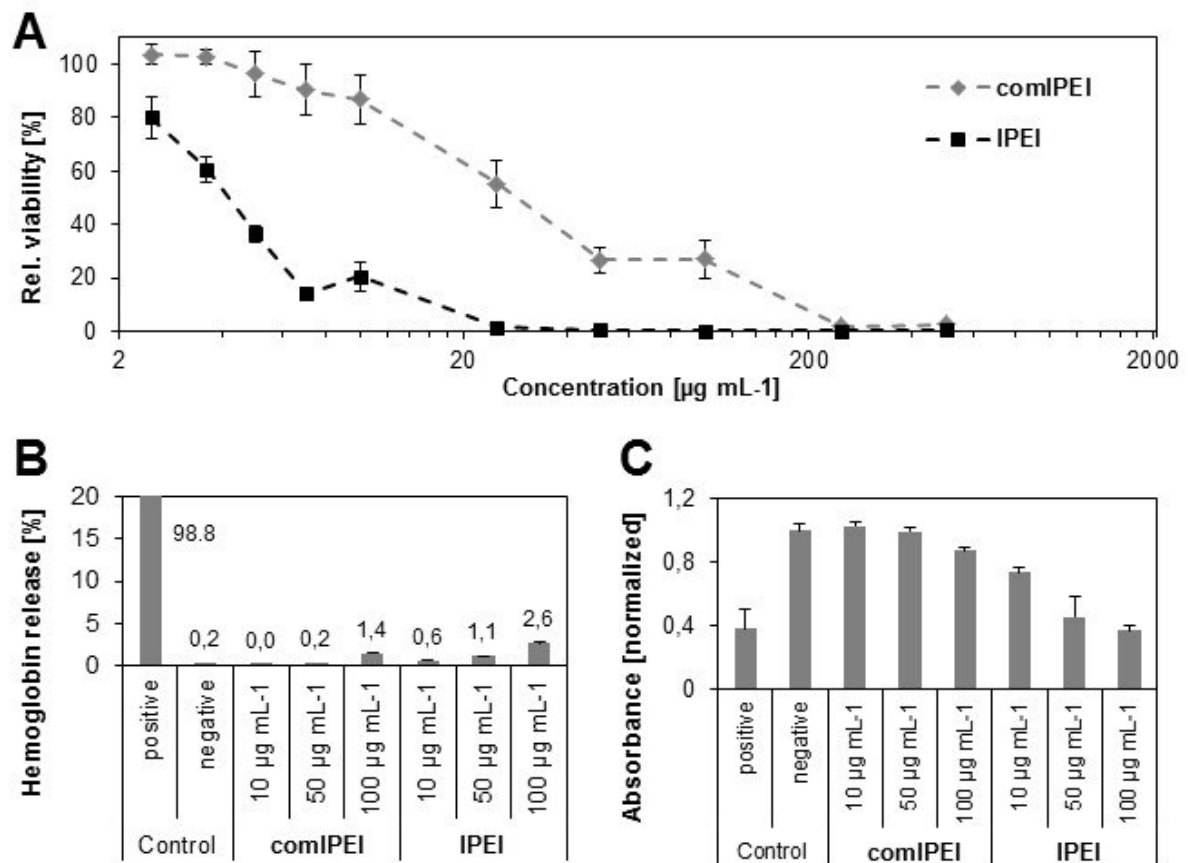 A
Rel. viability [%]
100
80
60
40
20
0
comlPEI
lPEI
2
20
200
2000
Concentration [µg mL-1]
B
Hemoglobin release [%]
20
15
10
5
0
98.8
0,2
0,0
0,2
1,4
0,6
1,1
2,6
positive
negative
10 µg mL-1
50 µg mL-1
100 µg mL-1
10 µg mL-1
50 µg mL-1
100 µg mL-1
Control
comlPEI
lPEI
C
Absorbance [normalized]
1,2
0,8
0,4
0
positive
negative
10 µg mL-1
50 µg mL-1
100 µg mL-1
10 µg mL-1
50 µg mL-1
100 µg mL-1
Control
comlPEI
lPEI